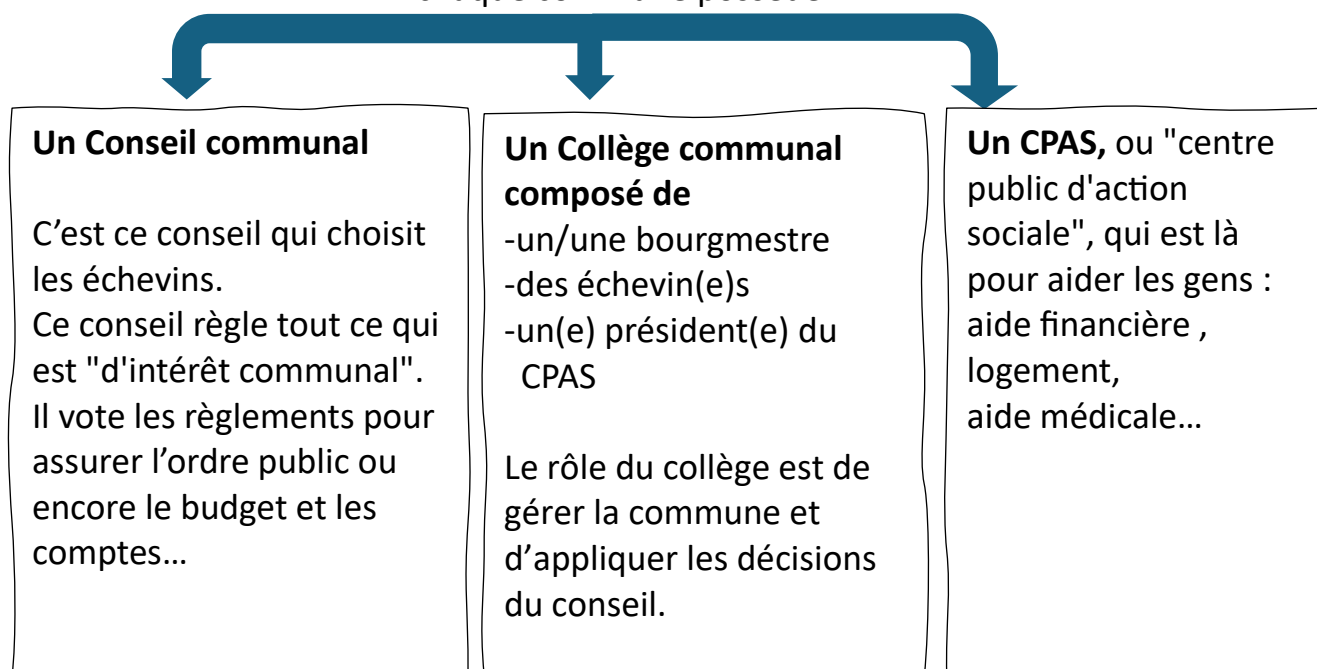 Un Conseil communal
C’est ce conseil qui choisit
les échevins.
Ce conseil règle tout ce qui
est "d'intérêt communal".
Il vote les règlements pour
assurer l’ordre public ou
encore le budget et les
comptes…
Un Collège communal
composé de
-un/une bourgmestre
-des échevin(e)s
-un(e) président(e) du
CPAS
Le rôle du collège est de
gérer la commune et
d’appliquer les décisions
du conseil.
Un CPAS, ou "centre
public d'action
sociale", qui est là
pour aider les gens :
aide financière ,
logement,
aide médicale…